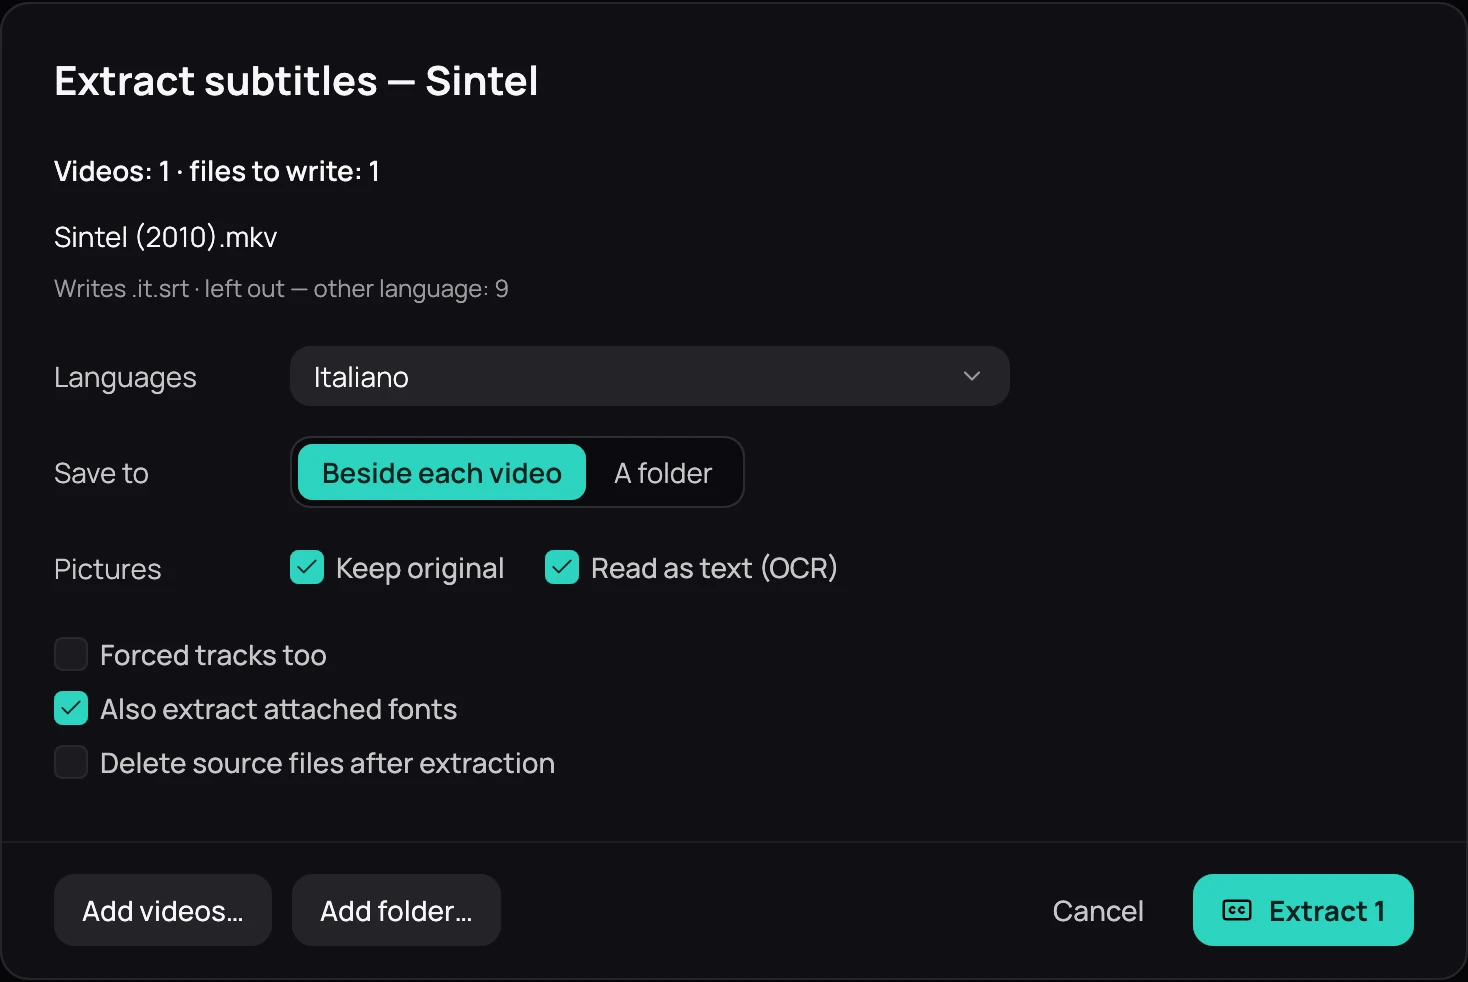 Extract subtitles — Sintel
Videos: 1 · files to write: 1
Sintel (2010).mkv
Writes .it.srt · left out — other language: 9
Languages Italiano
Save to Beside each video A folder
Pictures Keep original Read as text (OCR)
Forced tracks too
Also extract attached fonts
Delete source files after extraction
Add videos... Add folder... Cancel CC Extract 1